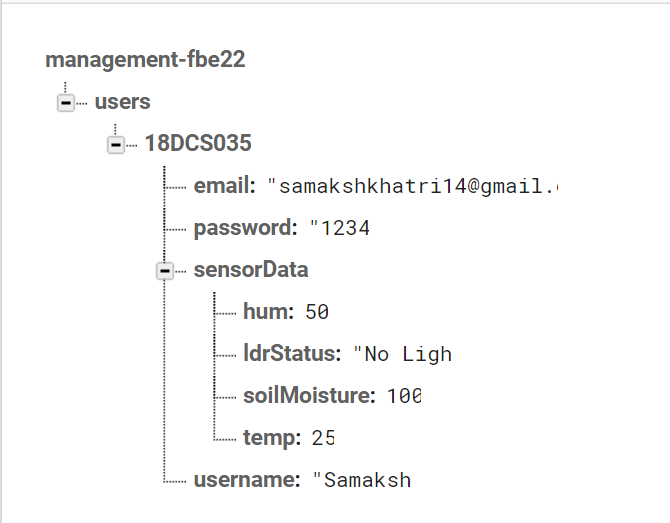 management-fbe22
users
18DCS035
email: "samakshkhatri14@gmail.
password: "1234
sensorData
hum: 50
ldrStatus: "No Ligh
soilMoisture: 100
temp: 25
username: "Samaksh